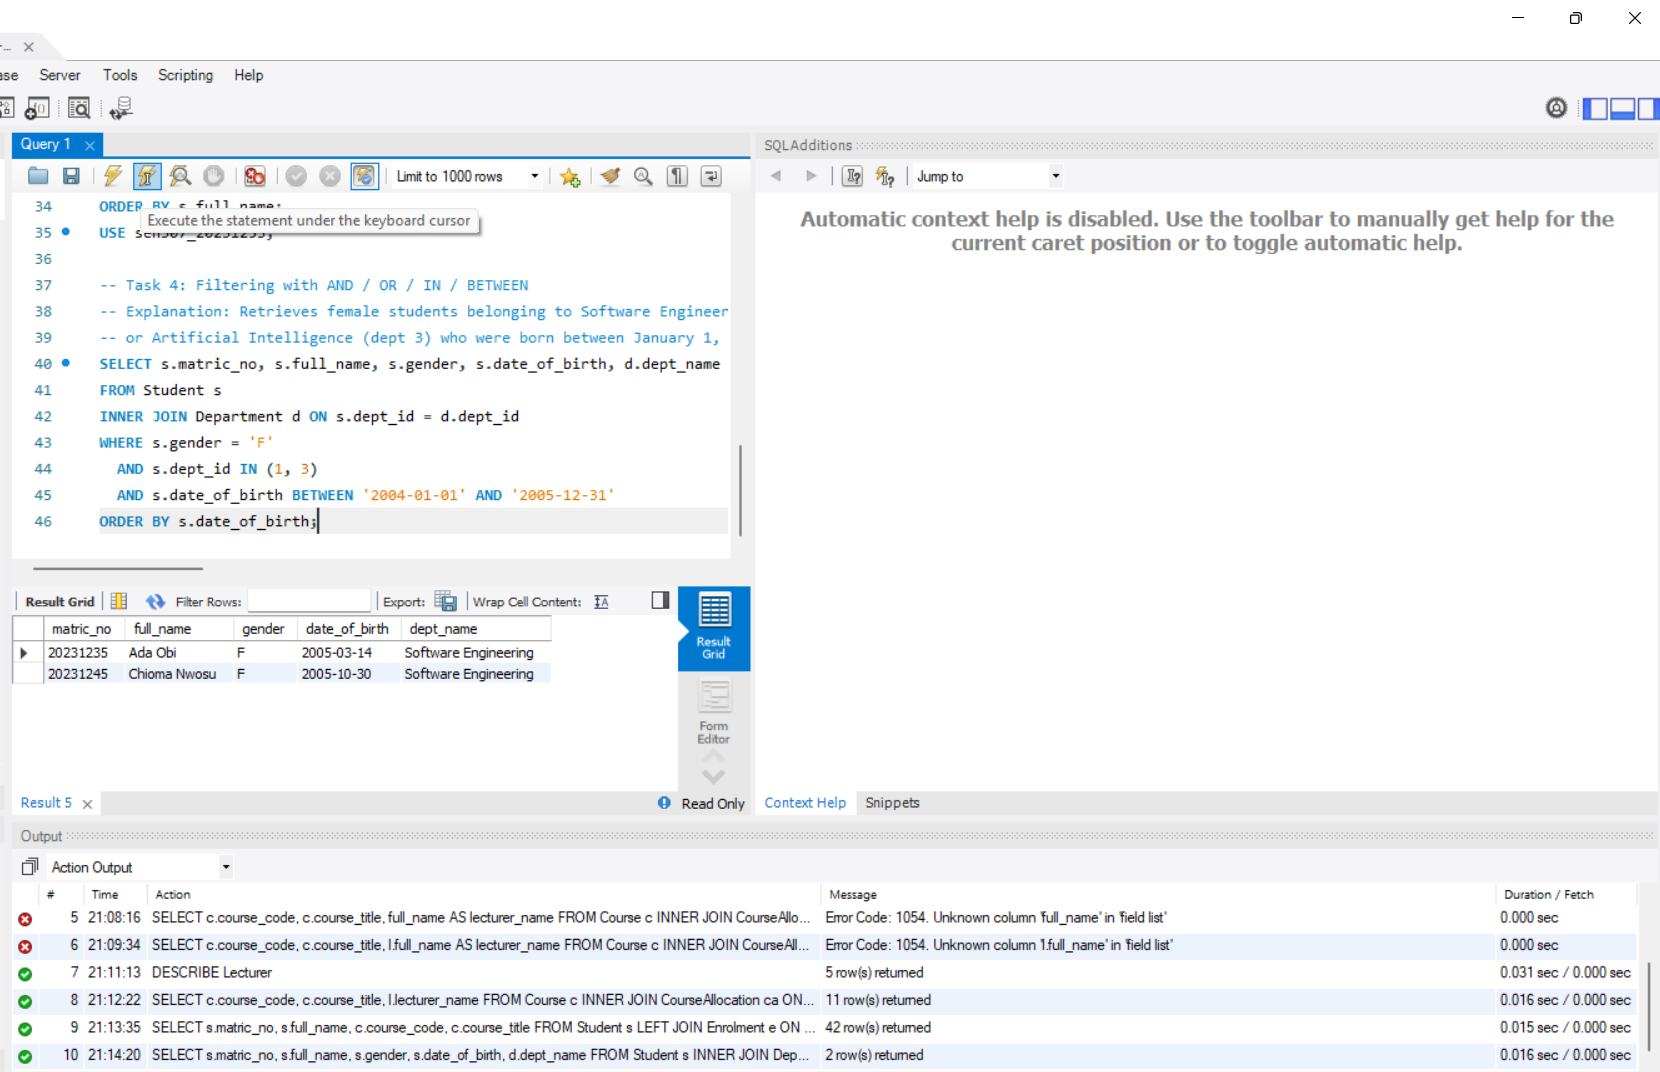 ...
Server Tools Scripting Help
Query 1
Limit to 1000 rows
34 ORDER BY s.full_name;
Execute the statement under the keyboard cursor
35 USE
36
37 -- Task 4: Filtering with AND / OR / IN / BETWEEN
38 -- Explanation: Retrieves female students belonging to Software Engineer
39 -- or Artificial Intelligence (dept 3) who were born between January 1,
40 SELECT s.matric_no, s.full_name, s.gender, s.date_of_birth, d.dept_name
41 FROM Student s
42 INNER JOIN Department d ON s.dept_id = d.dept_id
43 WHERE s.gender = 'F'
44 AND s.dept_id IN (1, 3)
45 AND s.date_of_birth BETWEEN '2004-01-01' AND '2005-12-31'
46 ORDER BY s.date_of_birth;
SQLAdditions
Jump to
Automatic context help is disabled. Use the toolbar to manually get help for the
current caret position or to toggle automatic help.
Result Grid Filter Rows: Export: Wrap Cell Content: IA
matric_no full_name gender date_of_birth dept_name
20231235 Ada Obi F 2005-03-14 Software Engineering
20231245 Chioma Nwosu F 2005-10-30 Software Engineering
Result
Grid
Form
Editor
Result 5 Read Only
Context Help Snippets
Output
Action Output
# Time Action Message Duration / Fetch
5 21:08:16 SELECT c.course_code, c.course_title, full_name AS lecturer_name FROM Course c INNER JOIN CourseAllo... Error Code: 1054. Unknown column 'full_name' in 'field list' 0.000 sec
6 21:09:34 SELECT c.course_code, c.course_title, l.full_name AS lecturer_name FROM Course c INNER JOIN CourseAll... Error Code: 1054. Unknown column 'l.full_name' in 'field list' 0.000 sec
7 21:11:13 DESCRIBE Lecturer 5 row(s) returned 0.031 sec / 0.000 sec
8 21:12:22 SELECT c.course_code, c.course_title, l.lecturer_name FROM Course c INNER JOIN CourseAllocation ca ON... 11 row(s) returned 0.016 sec / 0.000 sec
9 21:13:35 SELECT s.matric_no, s.full_name, c.course_code, c.course_title FROM Student s LEFT JOIN Enrolment e ON ... 42 row(s) returned 0.015 sec / 0.000 sec
10 21:14:20 SELECT s.matric_no, s.full_name, s.gender, s.date_of_birth, d.dept_name FROM Student s INNER JOIN Dep... 2 row(s) returned 0.016 sec / 0.000 sec